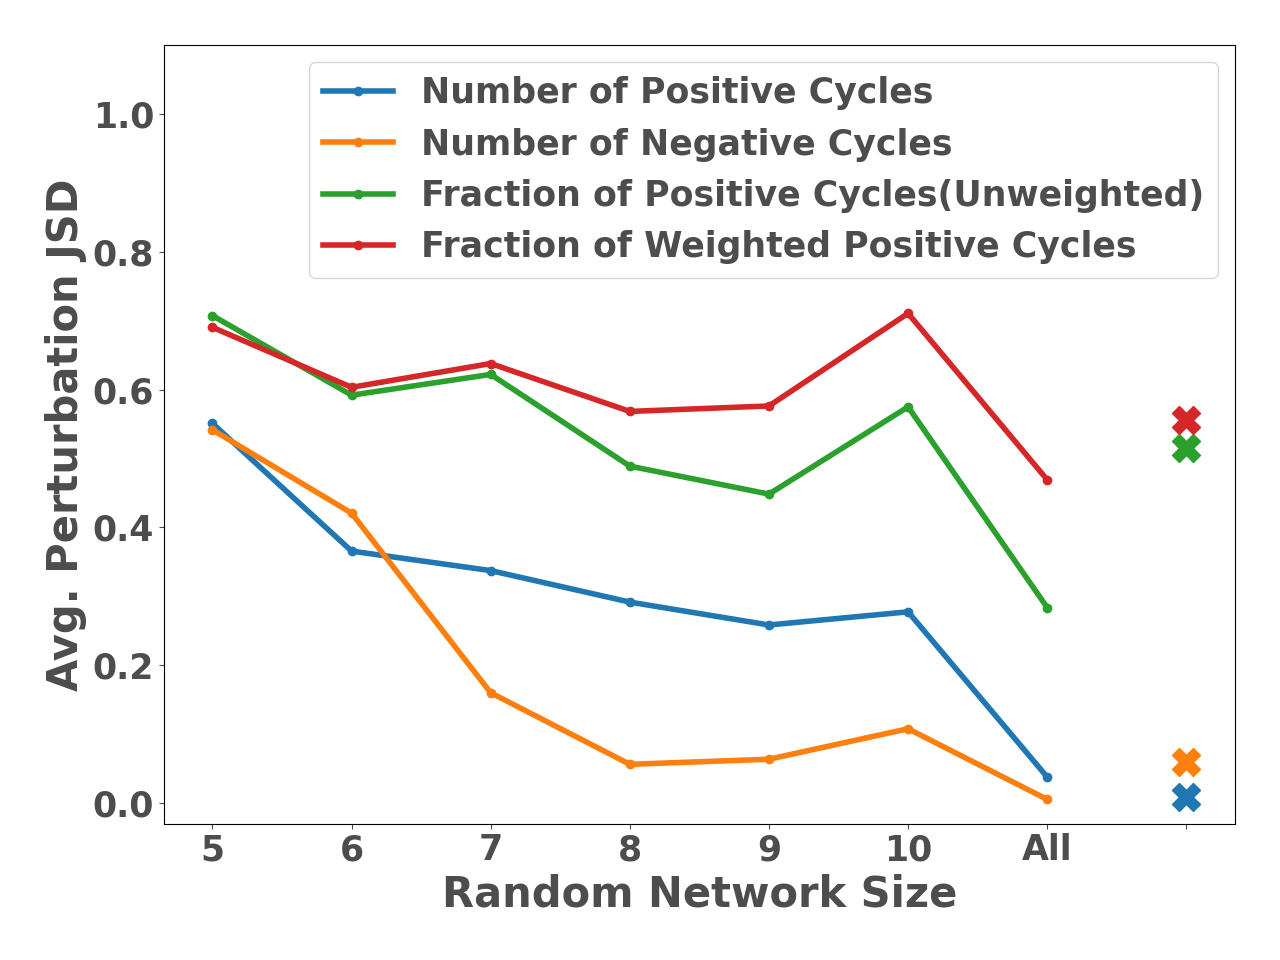 Number of Positive Cycles
Number of Negative Cycles
Fraction of Positive Cycles(Unweighted)
Fraction of Weighted Positive Cycles
Avg. Perturbation JSD
1.0
0.8
0.6
0.4
0.2
0.0
5 6 7 8 9 10 All
Random Network Size